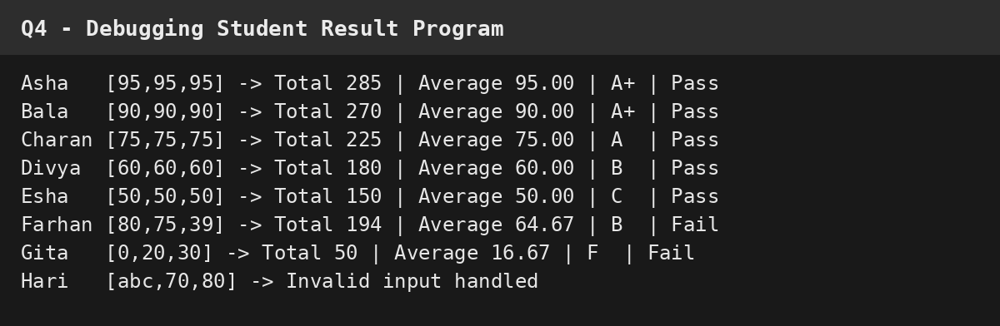 Q4 - Debugging Student Result Program
Asha   [95,95,95] -> Total 285 | Average 95.00 | A+ | Pass
Bala   [90,90,90] -> Total 270 | Average 90.00 | A+ | Pass
Charan [75,75,75] -> Total 225 | Average 75.00 | A  | Pass
Divya  [60,60,60] -> Total 180 | Average 60.00 | B  | Pass
Esha   [50,50,50] -> Total 150 | Average 50.00 | C  | Pass
Farhan [80,75,39] -> Total 194 | Average 64.67 | B  | Fail
Gita   [0,20,30] -> Total 50 | Average 16.67 | F  | Fail
Hari   [abc,70,80] -> Invalid input handled